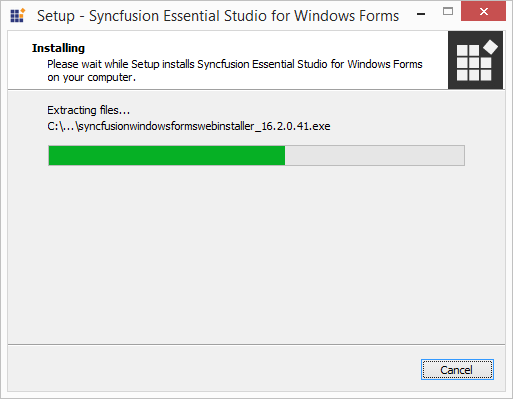 Setup - Syncfusion Essential Studio for Windows Forms
Installing
Please wait while Setup installs Syncfusion Essential Studio for Windows Forms
on your computer.
Extracting files...
C:\...\syncfusionwindowsformswebinstaller_16.2.0.41.exe
Cancel